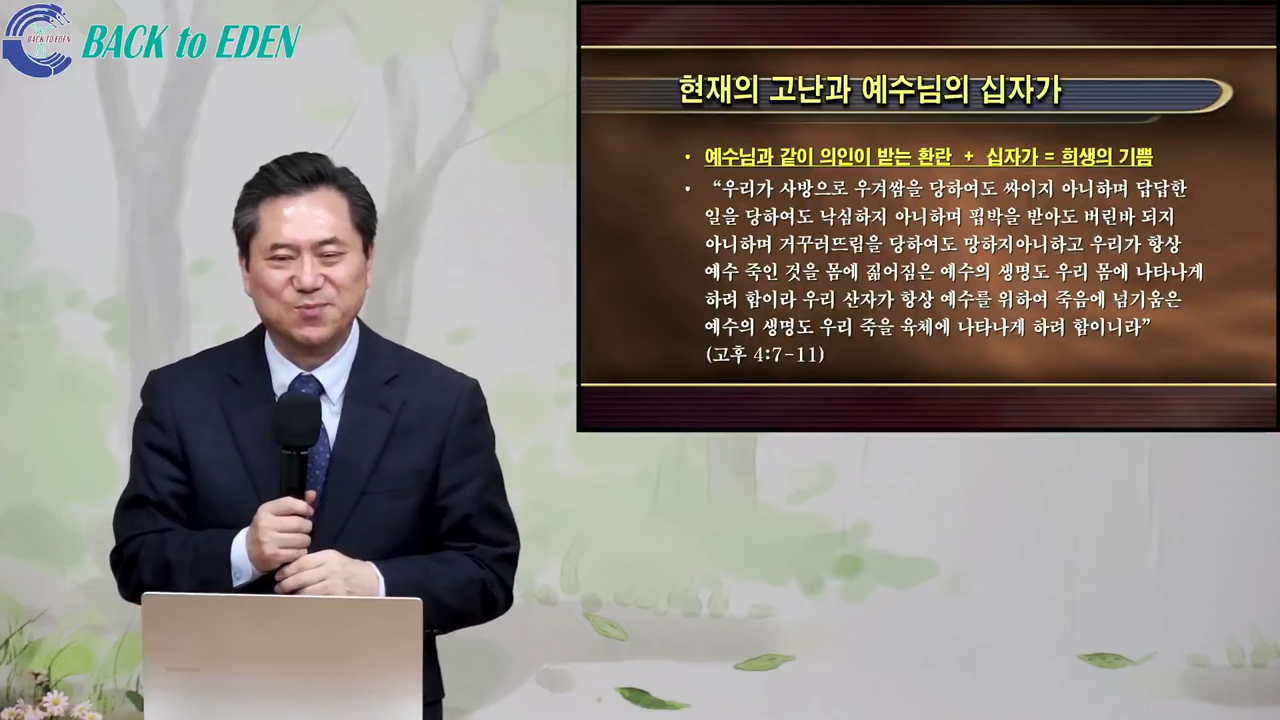 BACK to EDEN
BACK TO EDEN
현재의 고난과 예수님의 십자가
• 예수님과 같이 의인이 받는 환란 + 십자가 = 희생의 기쁨
• “우리가 사방으로 우겨쌈을 당하여도 싸이지 아니하며 답답한
일을 당하여도 낙심하지 아니하며 핍박을 받아도 버린바 되지
아니하며 거꾸러뜨림을 당하여도 망하지아니하고 우리가 항상
예수 죽인 것을 몸에 짊어짐은 예수의 생명도 우리 몸에 나타나게
하려 함이라 우리 산자가 항상 예수를 위하여 죽음에 넘기움은
예수의 생명도 우리 죽을 육체에 나타나게 하려 함이니라”
(고후 4:7-11)